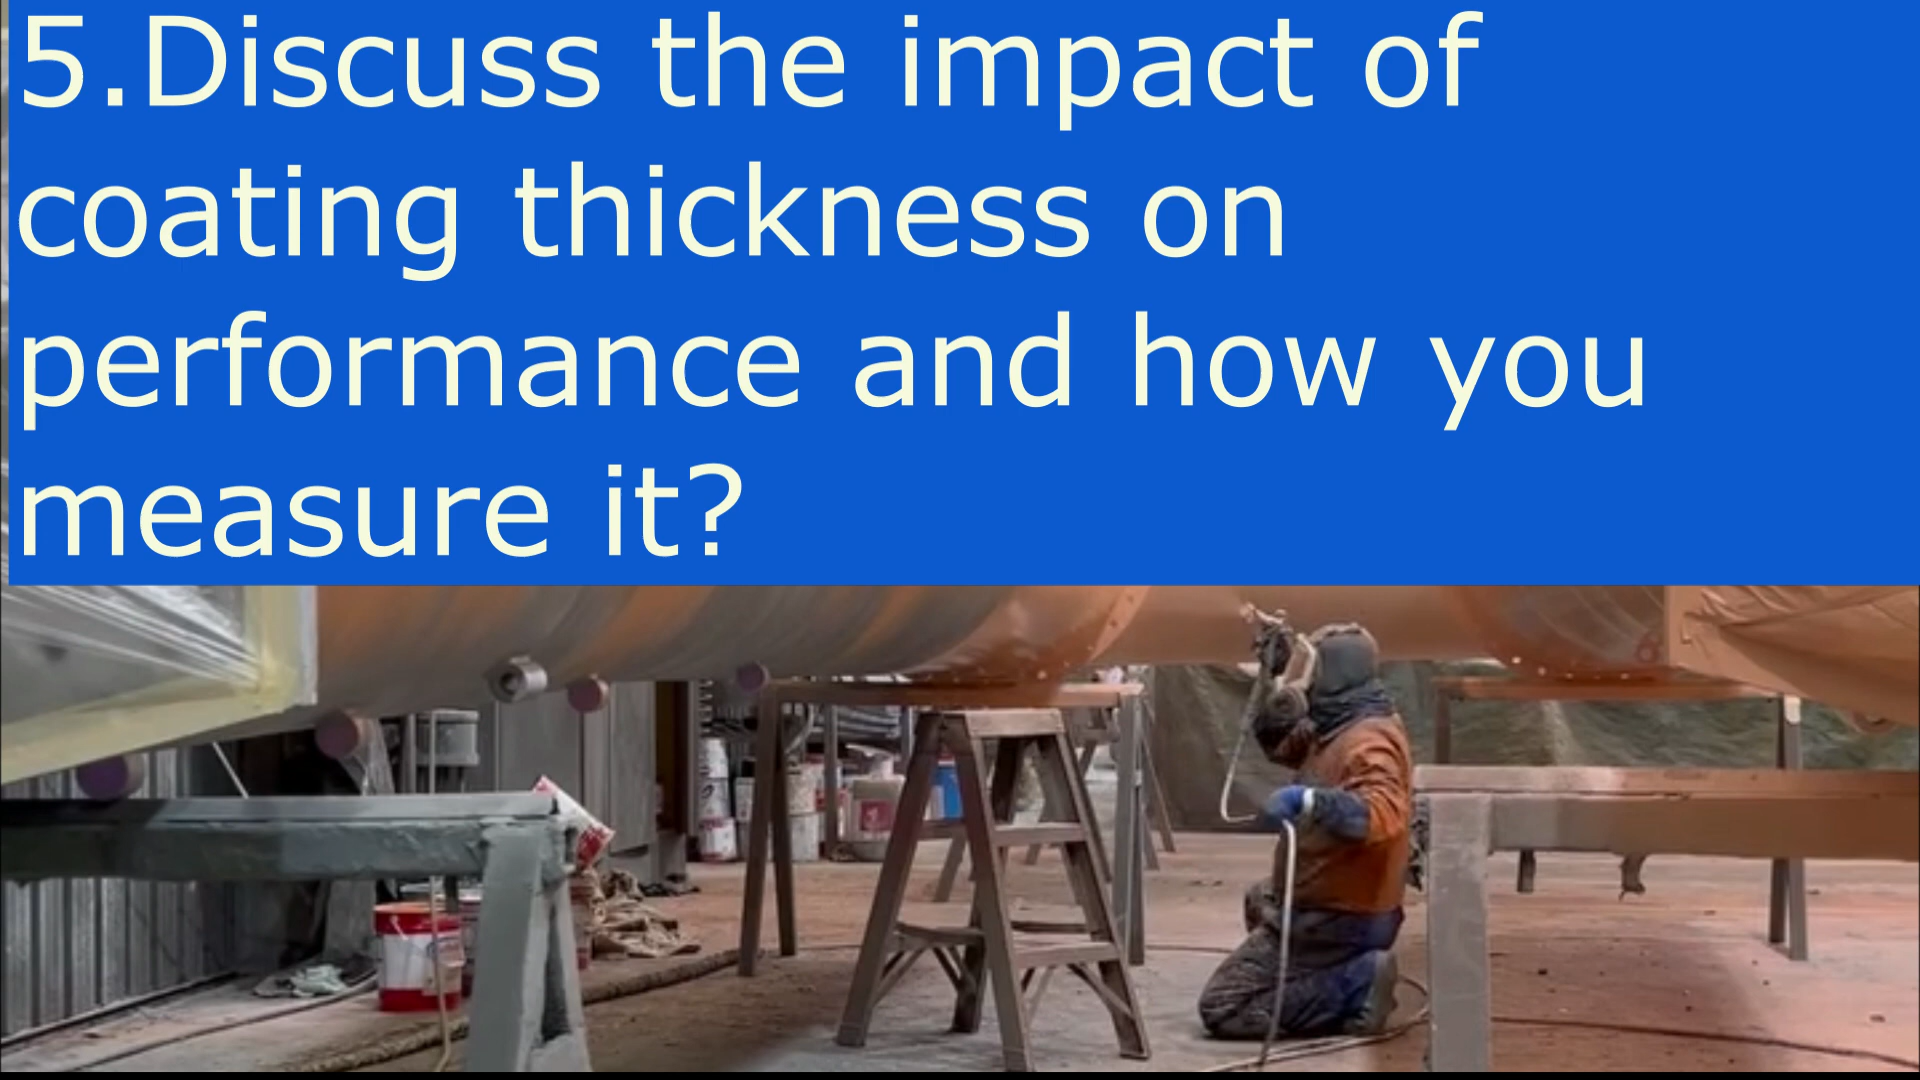 5.Discuss the impact of
coating thickness on
performance and how you
measure it?